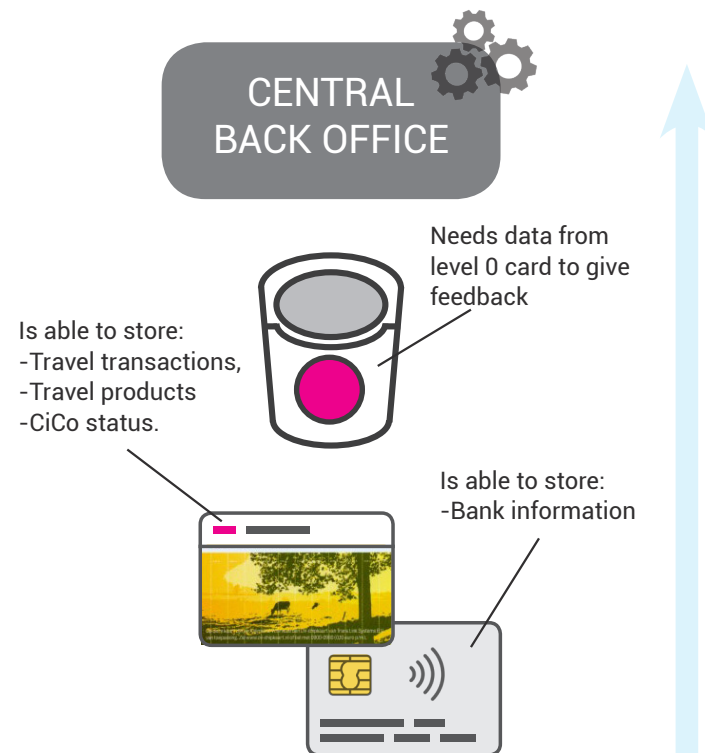 CENTRAL
BACK OFFICE
Needs data from
level 0 card to give
feedback
Is able to store:
-Travel transactions,
-Travel products
-CiCo status.
Is able to store:
-Bank information